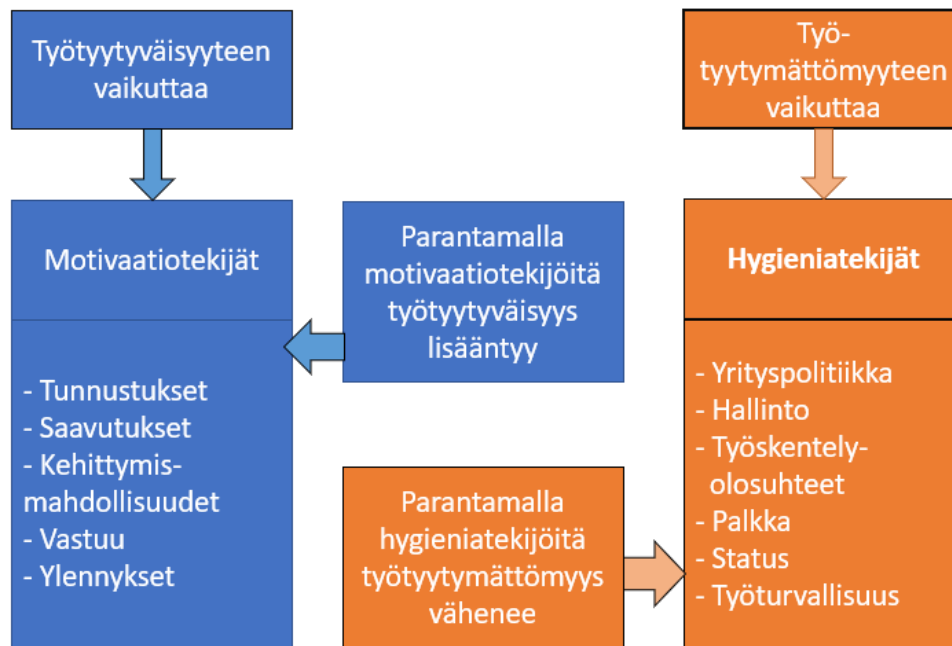 Työtyytyväisyyteen
vaikuttaa
Työ-
tyytymättömyyteen
vaikuttaa
Motivaatiotekijät
- Tunnustukset
- Saavutukset
- Kehittymis-
mahdollisuudet
- Vastuu
- Ylennykset
Parantamalla
motivaatiotekijöitä
työtyytyväisyys
lisääntyy
Parantamalla
hygieniatekijöitä
työtyytymättömyys
vähenee
Hygieniatekijät
- Yrityspolitiikka
- Hallinto
- Työskentely-
olosuhteet
- Palkka
- Status
- Työturvallisuus